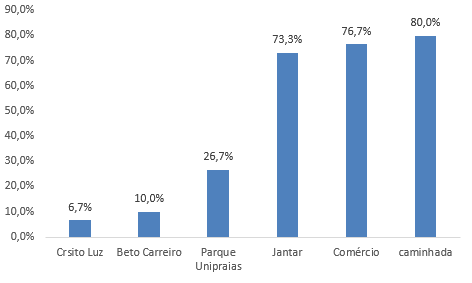 90,0%
80,0%
70,0%
60,0%
50,0%
40,0%
30,0%
20,0%
10,0%
0,0%
6,7%
10,0%
26,7%
73,3%
76,7%
80,0%
Crsito Luz
Beto Carreiro
Parque
Unipraias
Jantar
Comércio
caminhada